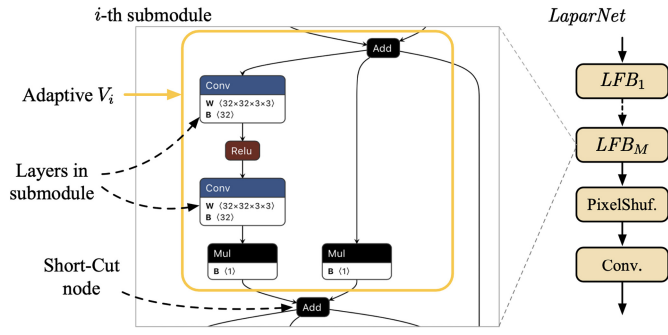 i-th submodule
LaparNet
Add
Conv
W ⟨32×32×3×3⟩
B ⟨32⟩
Adaptive V_i
LFB_1
Relu
LFB_M
Layers in
submodule
Conv
W ⟨32×32×3×3⟩
B ⟨32⟩
PixelShuf.
Mul
B ⟨1⟩
Mul
B ⟨1⟩
Conv.
Short-Cut
node
Add